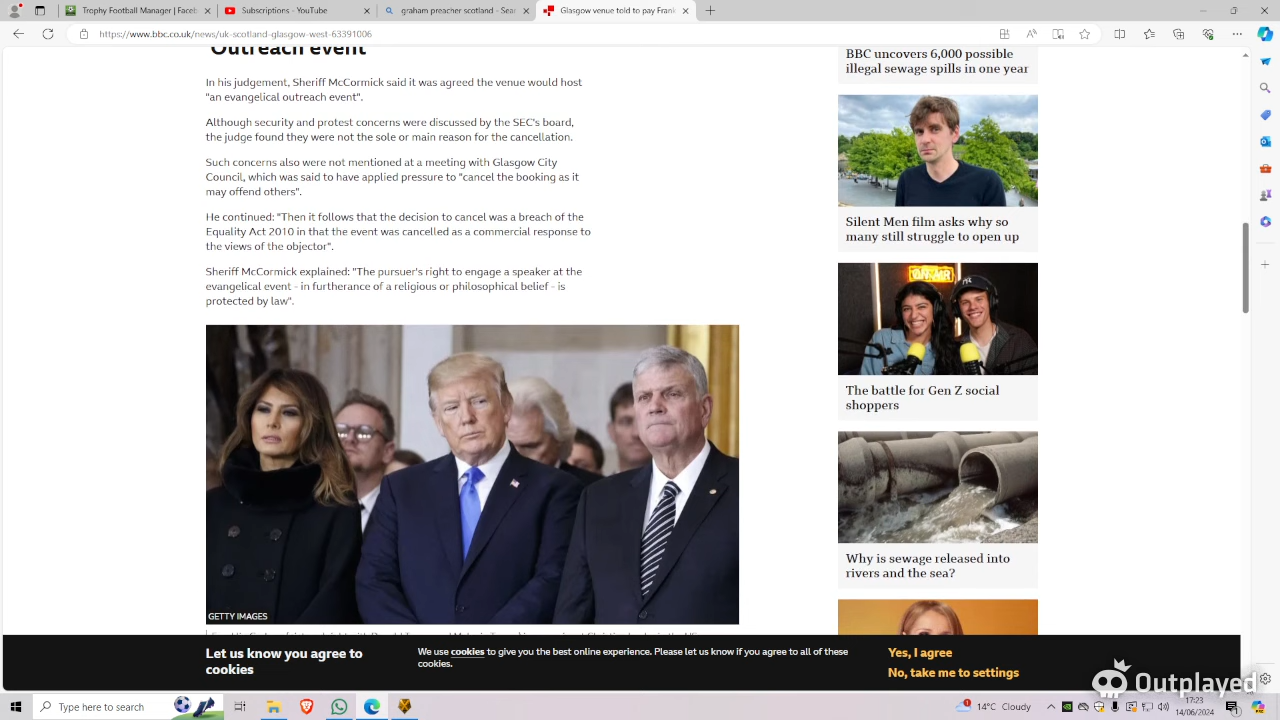 Trophy Football Manager | Faceb
Subscriptions - YouTube
graham preacher scotland - Sear
Glasgow venue told to pay Frank
https://www.bbc.co.uk/news/uk-scotland-glasgow-west-63391006
Outreach event
In his judgement, Sheriff McCormick said it was agreed the venue would host
"an evangelical outreach event".
Although security and protest concerns were discussed by the SEC's board,
the judge found they were not the sole or main reason for the cancellation.
Such concerns also were not mentioned at a meeting with Glasgow City
Council, which was said to have applied pressure to "cancel the booking as it
may offend others".
He continued: "Then it follows that the decision to cancel was a breach of the
Equality Act 2010 in that the event was cancelled as a commercial response to
the views of the objector".
Sheriff McCormick explained: "The pursuer's right to engage a speaker at the
evangelical event - in furtherance of a religious or philosophical belief - is
protected by law".
GETTY IMAGES
BBC uncovers 6,000 possible
illegal sewage spills in one year
Silent Men film asks why so
many still struggle to open up
ON AIR
The battle for Gen Z social
shoppers
Why is sewage released into
rivers and the sea?
Let us know you agree to
cookies
We use cookies to give you the best online experience. Please let us know if you agree to all of these
cookies.
Yes, I agree
No, take me to settings
Outplayed
Type here to search
14°C Cloudy
17:23
14/06/2024